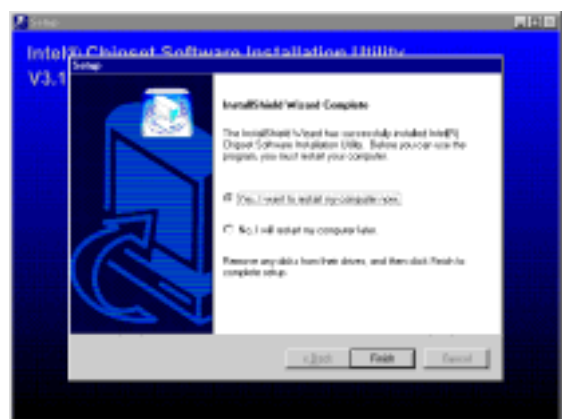 Setup
Intel® Chipset Software Installation Utility
V3.1
Setup
InstallShield Wizard Complete
The InstallShield Wizard has successfully installed Intel(R)
Chipset Software Installation Utility. Before you can use the
program, you must restart your computer.
Yes, I want to restart my computer now.
No, I will restart my computer later.
Remove any disks from their drives, and then click Finish to
complete setup.
< Back
Finish
Cancel